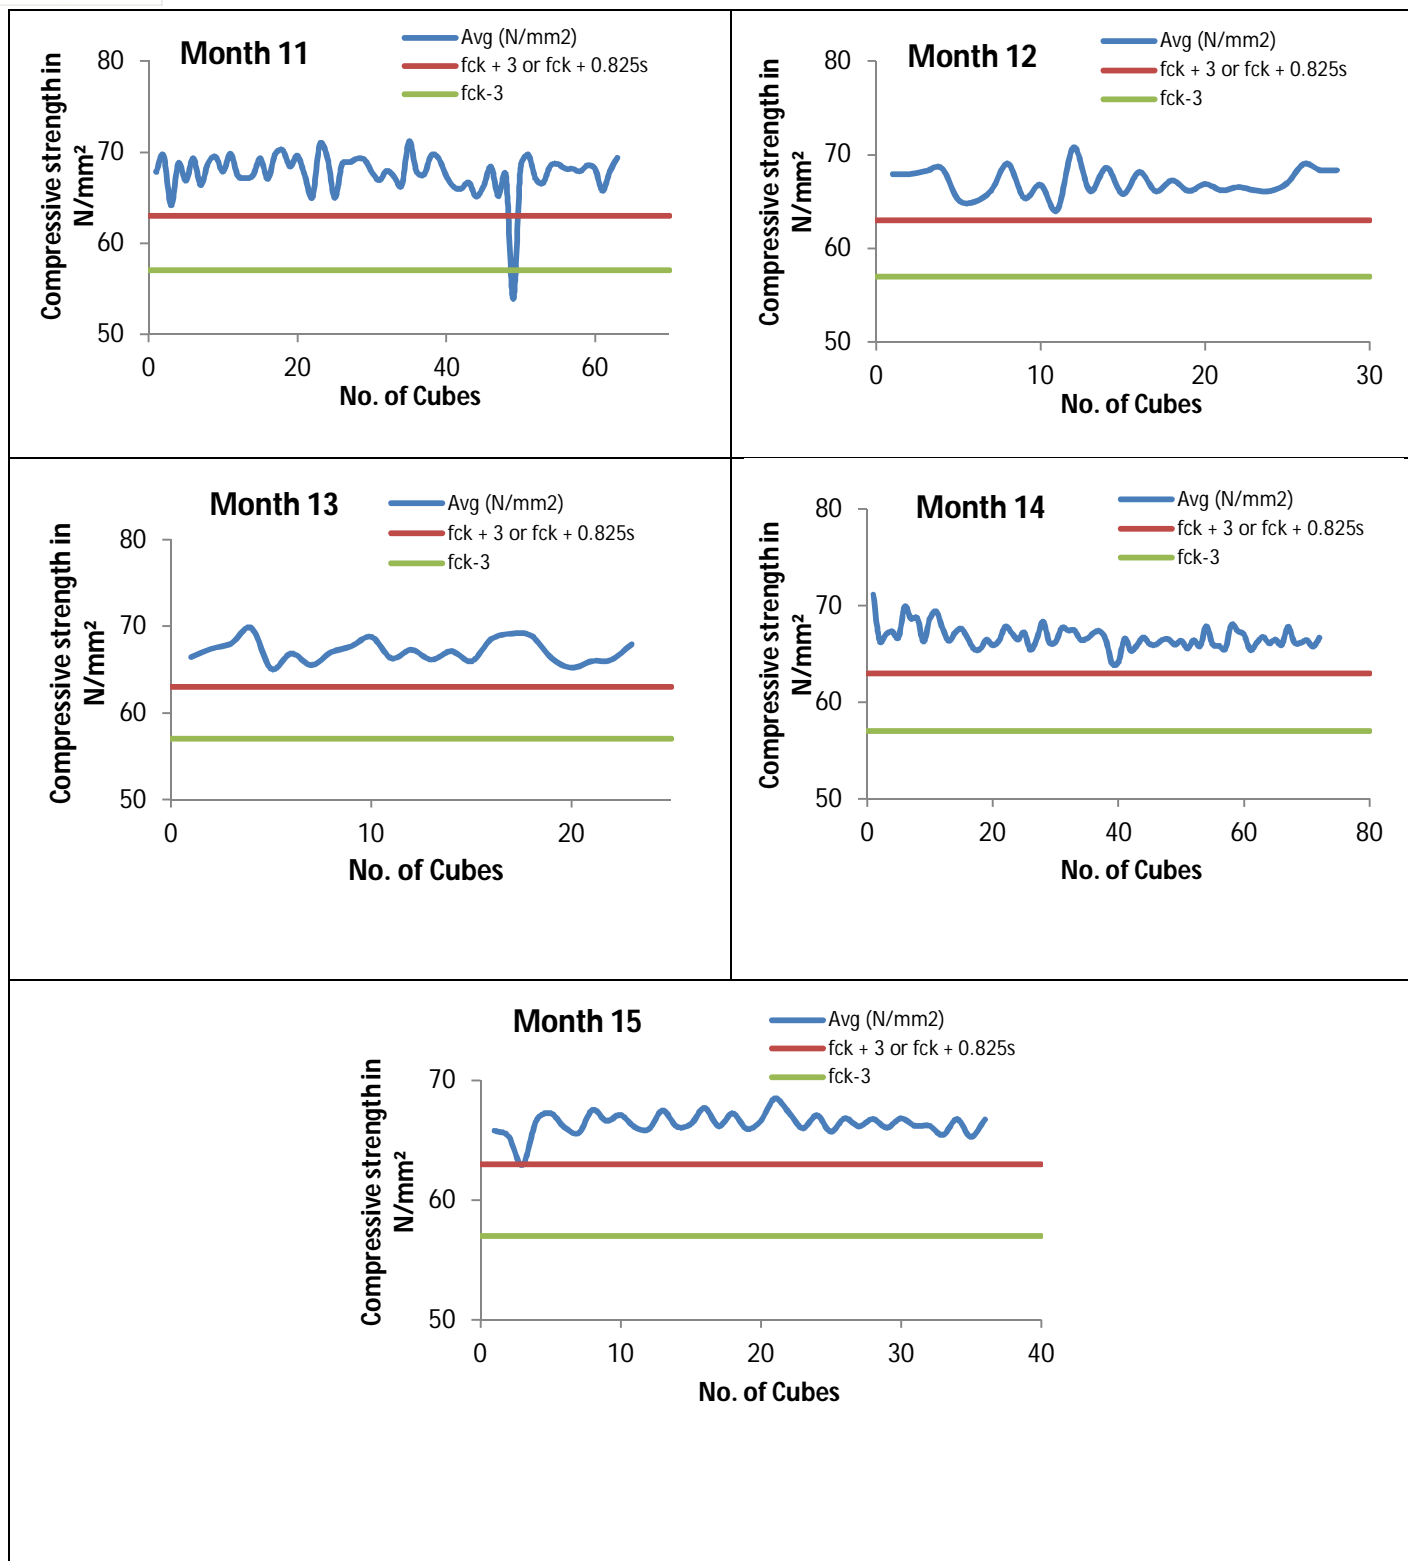 Month 11
Avg (N/mm2)
fck + 3 or fck + 0.825s
fck-3
Compressive strength in
N/mm²
80
70
60
50
0 20 40 60
No. of Cubes
Month 12
Avg (N/mm2)
fck + 3 or fck + 0.825s
fck-3
Compressive strength in
N/mm²
80
70
60
50
0 10 20 30
No. of Cubes
Month 13
Avg (N/mm2)
fck + 3 or fck + 0.825s
fck-3
Compressive strength in
N/mm²
80
70
60
50
0 10 20
No. of Cubes
Month 14
Avg (N/mm2)
fck + 3 or fck + 0.825s
fck-3
Compressive strength in
N/mm²
80
70
60
50
0 20 40 60 80
No. of Cubes
Month 15
Avg (N/mm2)
fck + 3 or fck + 0.825s
fck-3
Compressive strength in
N/mm²
70
60
50
0 10 20 30 40
No. of Cubes